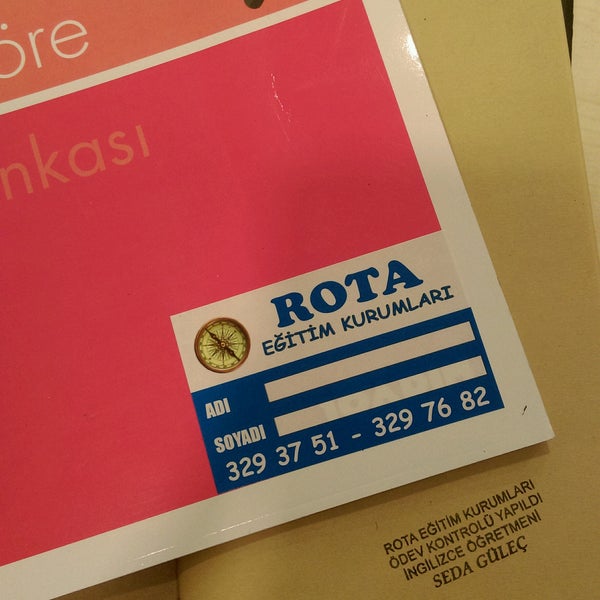 öre
nkası
ROTA
EĞİTİM KURUMLARI
ADI
SOYADI
329 37 51 - 329 76 82
ROTA EĞİTİM KURUMLARI
ÖDEV KONTROLÜ YAPILDI
İNGİLİZCE ÖĞRETMENİ
SEDA GÜLEÇ